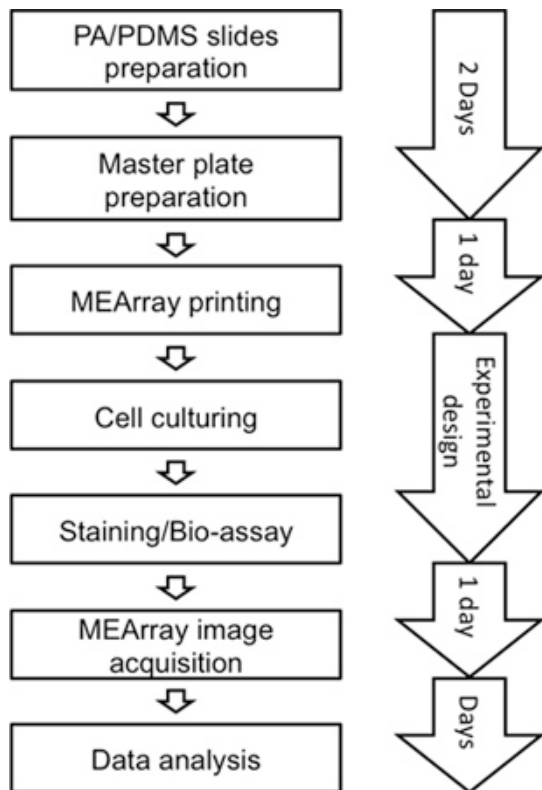 PA/PDMS slides
preparation
Master plate
preparation
MEArray printing
Cell culturing
Staining/Bio-assay
MEArray image
acquisition
Data analysis
2 Days
1 day
Experimental
design
1 day
Days